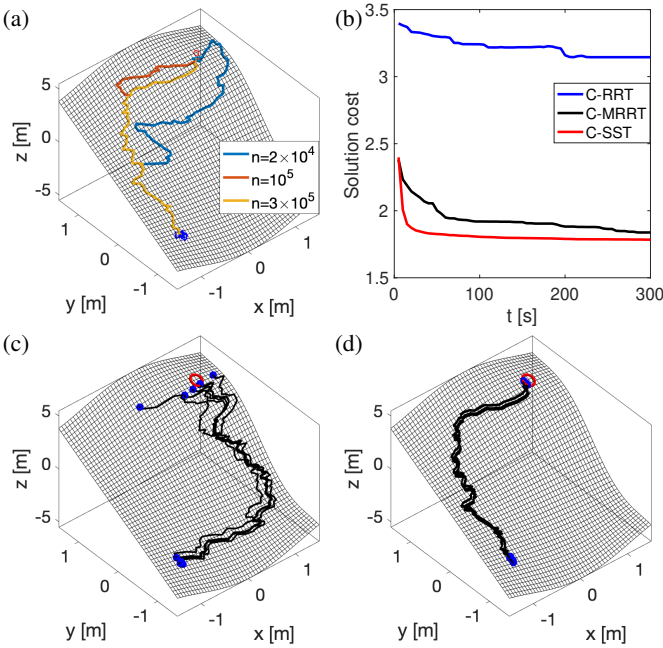 (a)
5
0
-5
z [m]
1
0
-1
y [m]
-1
0
1
x [m]
n=2×10⁴
n=10⁵
n=3×10⁵
(b)
3.5
3
2.5
2
1.5
Solution cost
0
100
200
300
t [s]
C-RRT
C-MRRT
C-SST
(c)
5
0
-5
z [m]
1
0
-1
y [m]
-1
0
1
x [m]
(d)
5
0
-5
z [m]
1
0
-1
y [m]
-1
0
1
x [m]